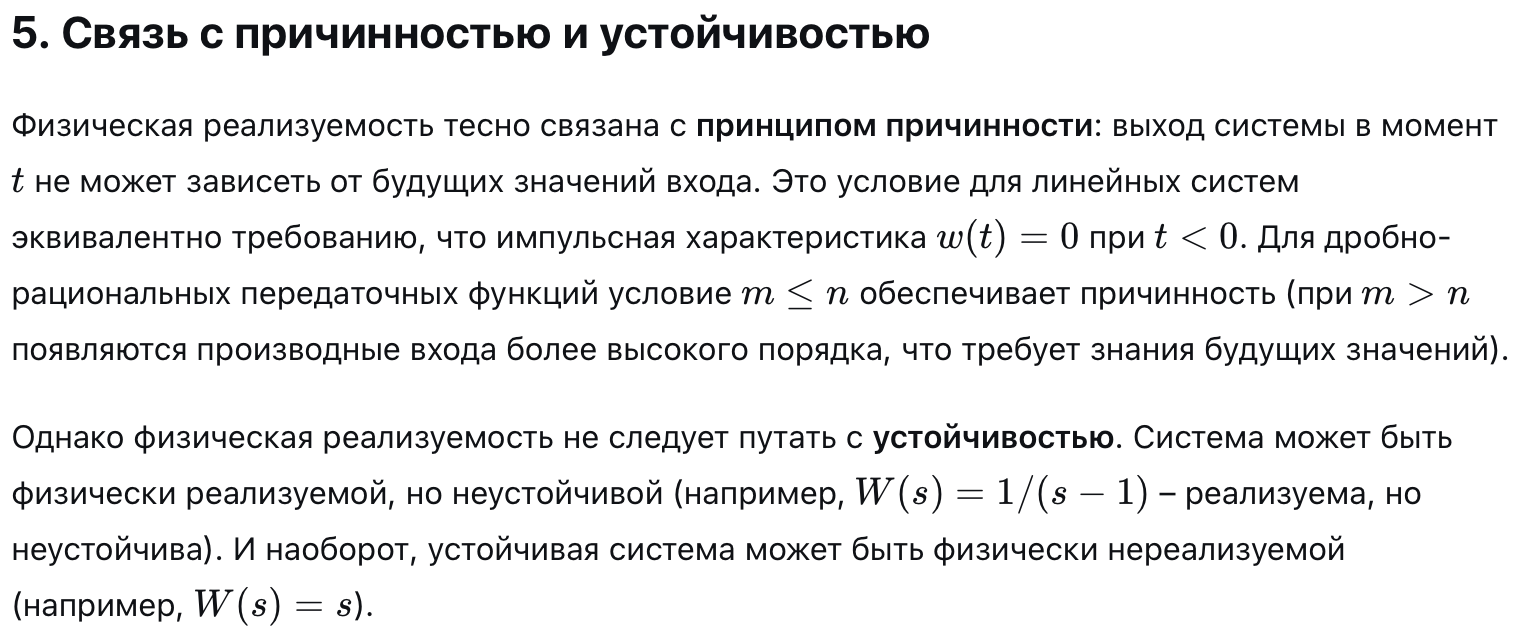 5. Связь с причинностью и устойчивостью
Физическая реализуемость тесно связана с принципом причинности: выход системы в момент
t не может зависеть от будущих значений входа. Это условие для линейных систем
эквивалентно требованию, что импульсная характеристика w(t) = 0 при t < 0. Для дробно-
рациональных передаточных функций условие m ≤ n обеспечивает причинность (при m > n
появляются производные входа более высокого порядка, что требует знания будущих значений).
Однако физическая реализуемость не следует путать с устойчивостью. Система может быть
физически реализуемой, но неустойчивой (например, W(s) = 1/(s − 1) – реализуема, но
неустойчива). И наоборот, устойчивая система может быть физически нереализуемой
(например, W(s) = s).